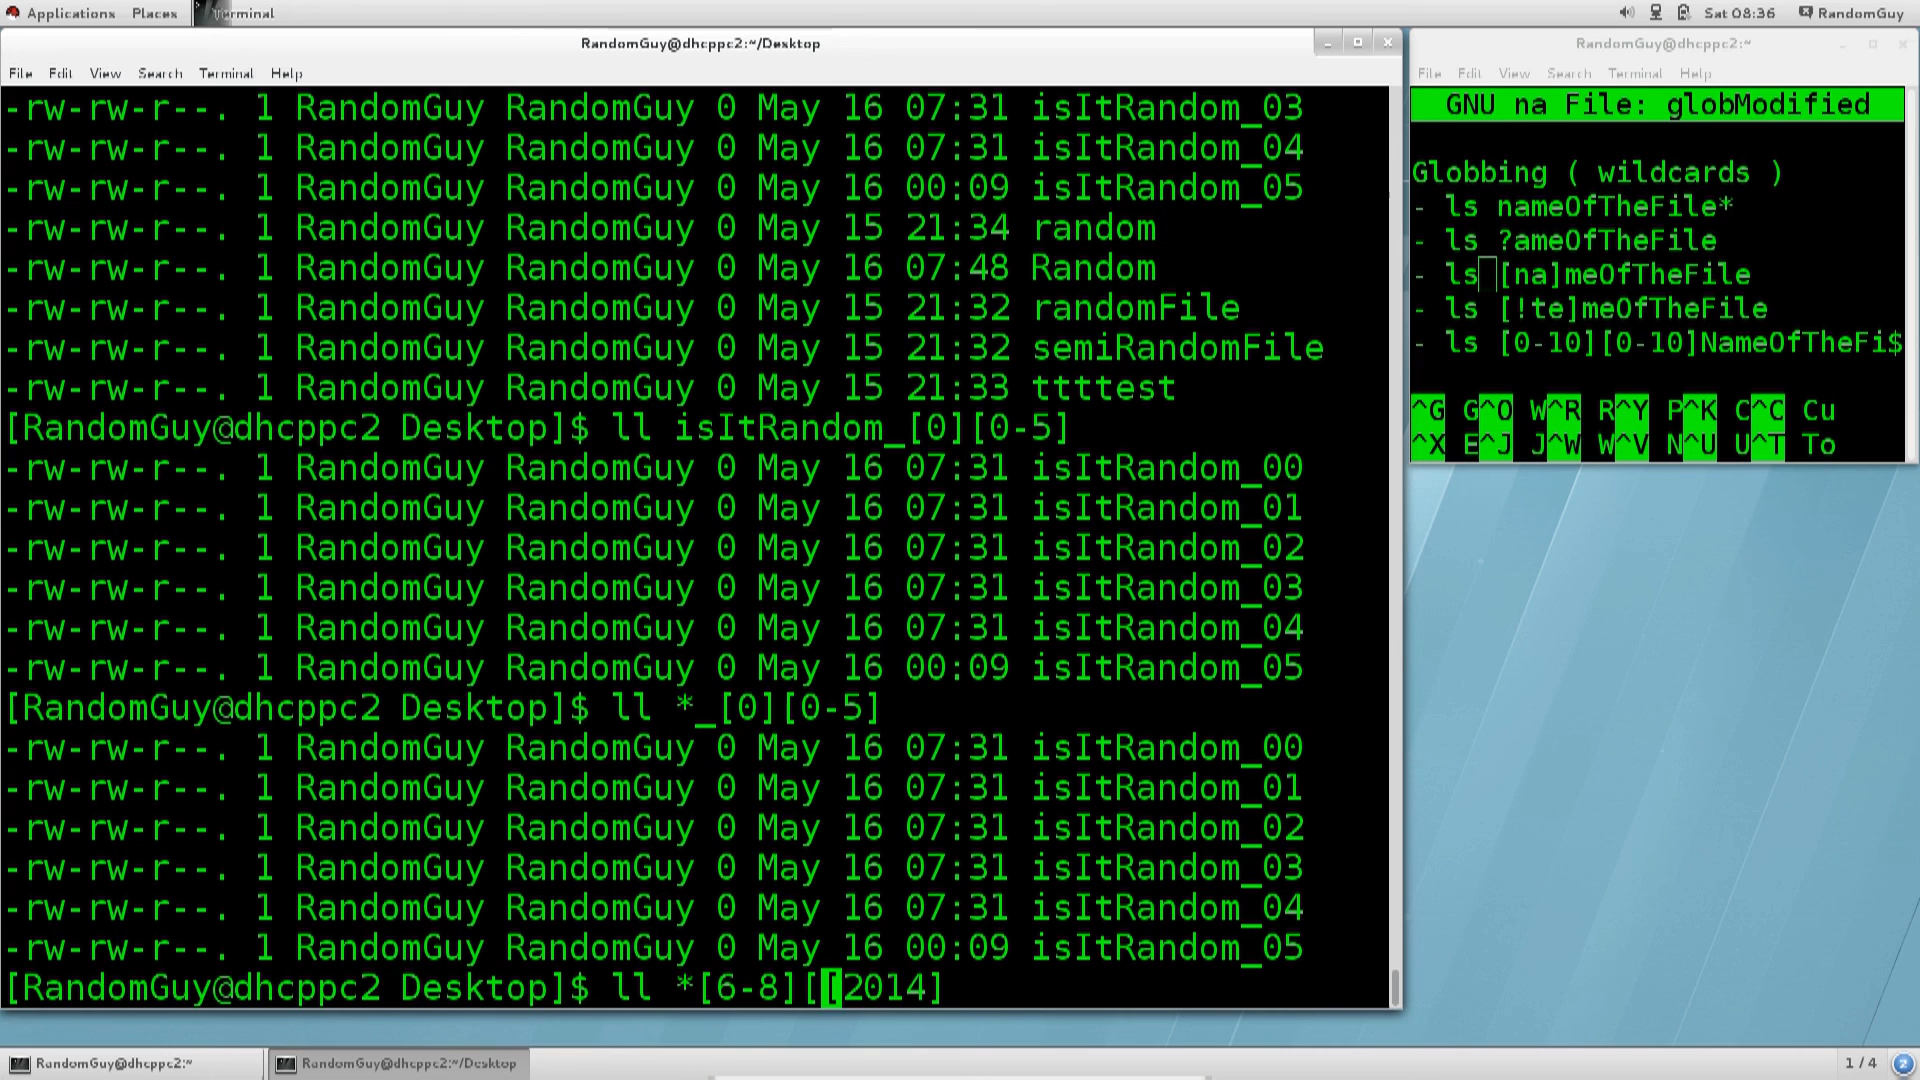 Applications Places Terminal Sat 08:36 RandomGuy
RandomGuy@dhcppc2:~/Desktop
File Edit View Search Terminal Help
-rw-rw-r--. 1 RandomGuy RandomGuy 0 May 16 07:31 isItRandom_03
-rw-rw-r--. 1 RandomGuy RandomGuy 0 May 16 07:31 isItRandom_04
-rw-rw-r--. 1 RandomGuy RandomGuy 0 May 16 00:09 isItRandom_05
-rw-rw-r--. 1 RandomGuy RandomGuy 0 May 15 21:34 random
-rw-rw-r--. 1 RandomGuy RandomGuy 0 May 16 07:48 Random
-rw-rw-r--. 1 RandomGuy RandomGuy 0 May 15 21:32 randomFile
-rw-rw-r--. 1 RandomGuy RandomGuy 0 May 15 21:32 semiRandomFile
-rw-rw-r--. 1 RandomGuy RandomGuy 0 May 15 21:33 ttttest
[RandomGuy@dhcppc2 Desktop]$ ll isItRandom_[0][0-5]
-rw-rw-r--. 1 RandomGuy RandomGuy 0 May 16 07:31 isItRandom_00
-rw-rw-r--. 1 RandomGuy RandomGuy 0 May 16 07:31 isItRandom_01
-rw-rw-r--. 1 RandomGuy RandomGuy 0 May 16 07:31 isItRandom_02
-rw-rw-r--. 1 RandomGuy RandomGuy 0 May 16 07:31 isItRandom_03
-rw-rw-r--. 1 RandomGuy RandomGuy 0 May 16 07:31 isItRandom_04
-rw-rw-r--. 1 RandomGuy RandomGuy 0 May 16 00:09 isItRandom_05
[RandomGuy@dhcppc2 Desktop]$ ll *_[0][0-5]
-rw-rw-r--. 1 RandomGuy RandomGuy 0 May 16 07:31 isItRandom_00
-rw-rw-r--. 1 RandomGuy RandomGuy 0 May 16 07:31 isItRandom_01
-rw-rw-r--. 1 RandomGuy RandomGuy 0 May 16 07:31 isItRandom_02
-rw-rw-r--. 1 RandomGuy RandomGuy 0 May 16 07:31 isItRandom_03
-rw-rw-r--. 1 RandomGuy RandomGuy 0 May 16 07:31 isItRandom_04
-rw-rw-r--. 1 RandomGuy RandomGuy 0 May 16 00:09 isItRandom_05
[RandomGuy@dhcppc2 Desktop]$ ll *[6-8][[2014]
RandomGuy@dhcppc2:~
File Edit View Search Terminal Help
GNU na File: globModified
Globbing ( wildcards )
- ls nameOfTheFile*
- ls ?ameOfTheFile
- ls [na]meOfTheFile
- ls [!te]meOfTheFile
- ls [0-10][0-10]NameOfTheFi$
^G G^O W^R R^Y P^K C^C Cu
^X E^J J^W W^V N^U U^T To
RandomGuy@dhcppc2:~ RandomGuy@dhcppc2:~/Desktop 1 / 4 2